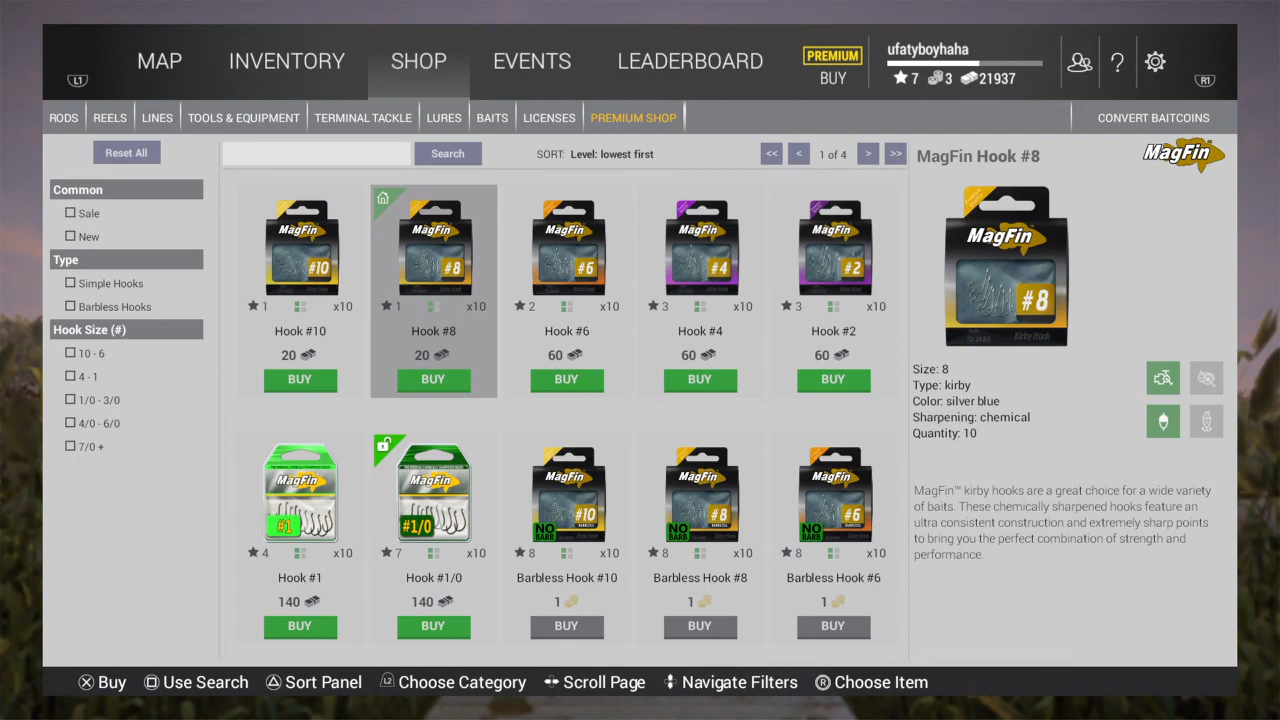 MAP INVENTORY SHOP EVENTS LEADERBOARD
PREMIUM
BUY
ufatyboyhaha
7 3 21937
?
L1
R1
RODS REELS LINES TOOLS & EQUIPMENT TERMINAL TACKLE LURES BAITS LICENSES PREMIUM SHOP CONVERT BAITCOINS
Reset All
Common
Sale
New
Type
Simple Hooks
Barbless Hooks
Hook Size (#)
10 - 6
4 - 1
1/0 - 3/0
4/0 - 6/0
7/0 +
Search
SORT: Level: lowest first
<< < 1 of 4 > >>
MagFin #10
1 x10
Hook #10
20
BUY
MagFin #8
1 x10
Hook #8
20
BUY
MagFin #6
2 x10
Hook #6
60
BUY
MagFin #4
3 x10
Hook #4
60
BUY
MagFin #2
3 x10
Hook #2
60
BUY
MagFin #1
4 x10
Hook #1
140
BUY
MagFin #1/0
7 x10
Hook #1/0
140
BUY
MagFin #10
NO BARB
8 x10
Barbless Hook #10
1
BUY
MagFin #8
NO BARB
8 x10
Barbless Hook #8
1
BUY
MagFin #6
NO BARB
8 x10
Barbless Hook #6
1
BUY
MagFin Hook #8
MagFin
MagFin
#8
Kirby Hook
Size: 8
Type: kirby
Color: silver blue
Sharpening: chemical
Quantity: 10
MagFin™ kirby hooks are a great choice for a wide variety
of baits. These chemically sharpened hooks feature an
ultra consistent construction and extremely sharp points
to bring you the perfect combination of strength and
performance.
Buy Use Search Sort Panel L2 Choose Category Scroll Page Navigate Filters R Choose Item